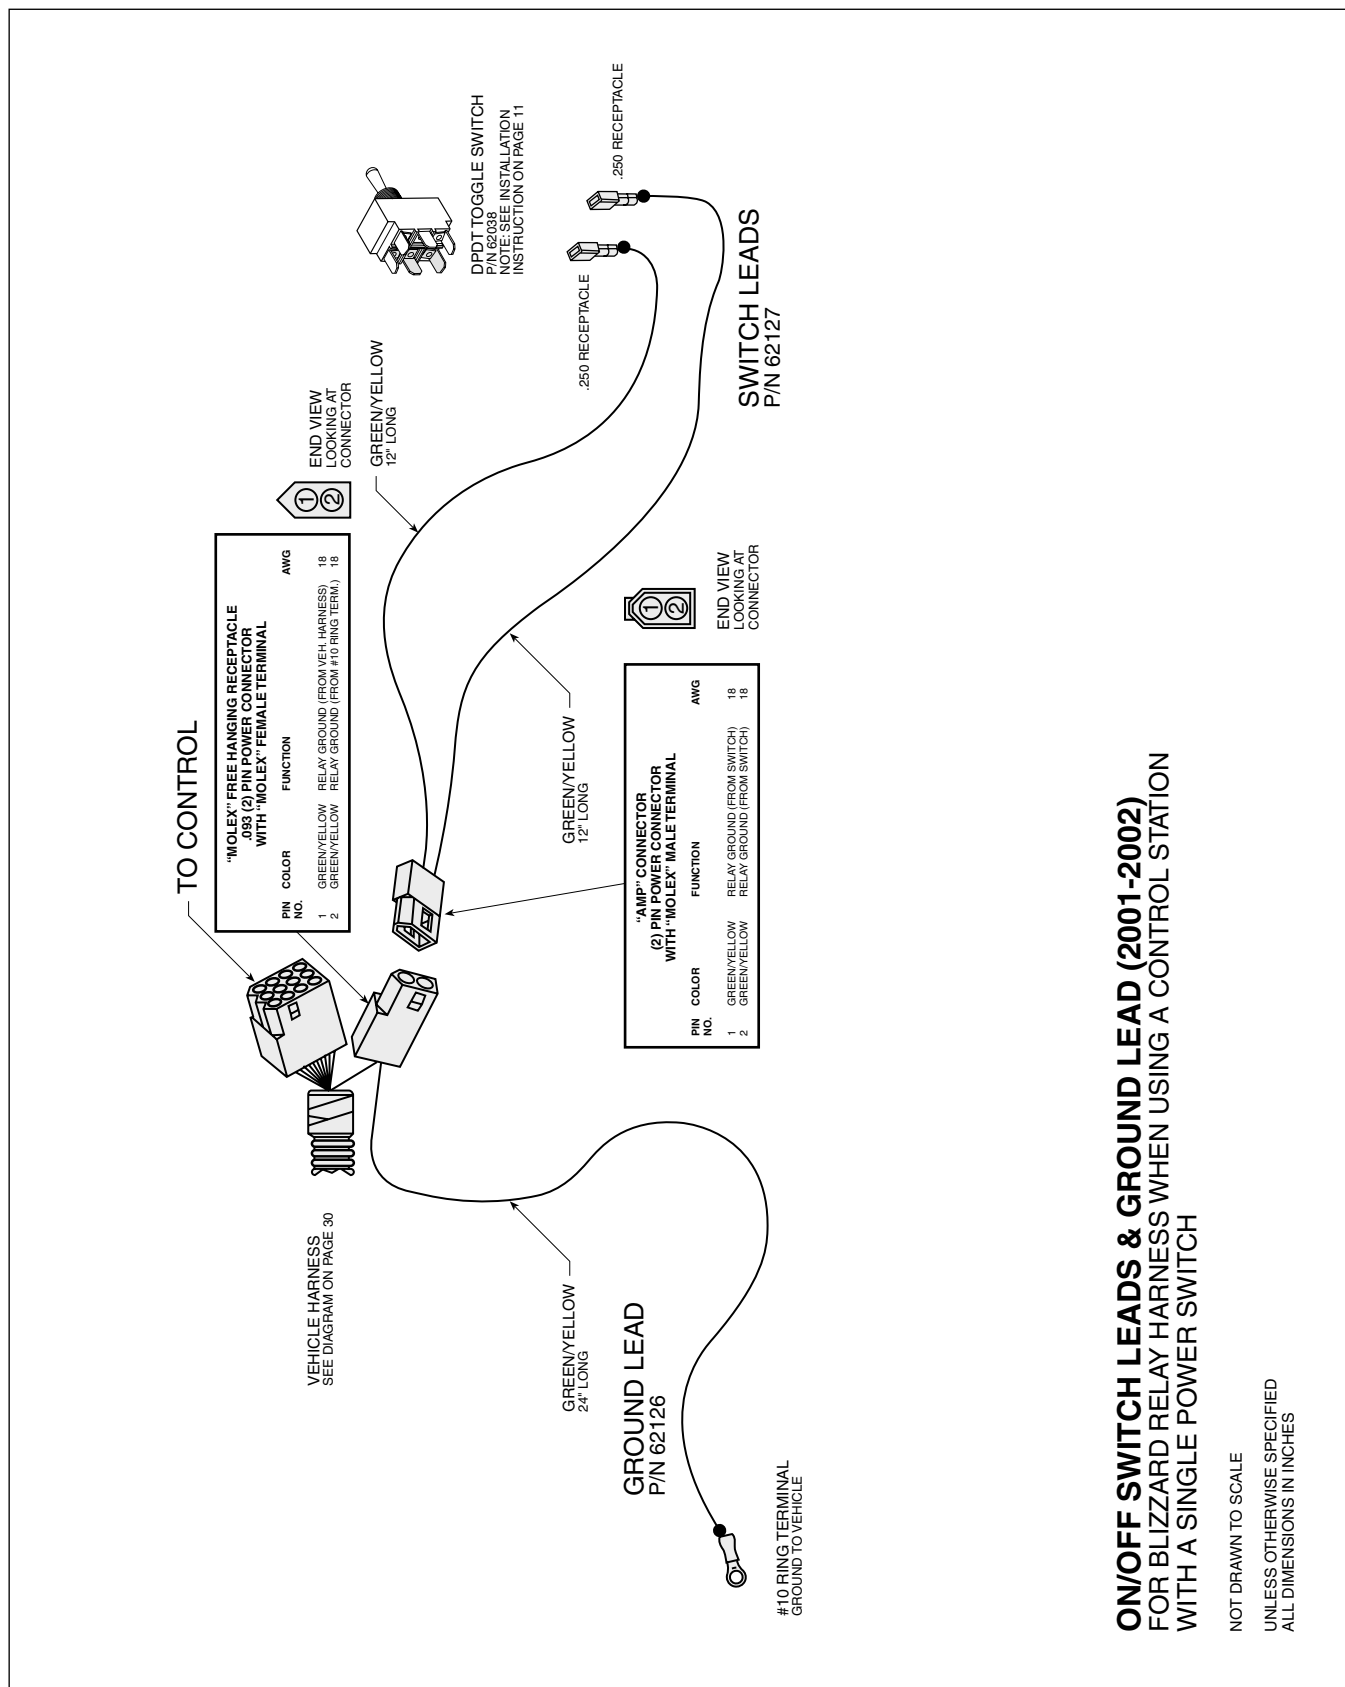 TO CONTROL
"MOLEX" FREE HANGING RECEPTACLE
.093 (2) PIN POWER CONNECTOR
WITH "MOLEX" FEMALE TERMINAL
PIN NO. COLOR FUNCTION AWG
1 GREEN/YELLOW RELAY GROUND (FROM VEH. HARNESS) 18
2 GREEN/YELLOW RELAY GROUND (FROM #10 RING TERM.) 18
1
2
END VIEW
LOOKING AT
CONNECTOR
VEHICLE HARNESS
SEE DIAGRAM ON PAGE 30
GREEN/YELLOW
12" LONG
DPDT TOGGLE SWITCH
P/N 62038
NOTE: SEE INSTALLATION
INSTRUCTION ON PAGE 11
.250 RECEPTACLE
.250 RECEPTACLE
SWITCH LEADS
P/N 62127
GREEN/YELLOW
12" LONG
GREEN/YELLOW
24" LONG
GROUND LEAD
P/N 62126
"AMP" CONNECTOR
(2) PIN POWER CONNECTOR
WITH "MOLEX" MALE TERMINAL
PIN NO. COLOR FUNCTION AWG
1 GREEN/YELLOW RELAY GROUND (FROM SWITCH) 18
2 GREEN/YELLOW RELAY GROUND (FROM SWITCH) 18
1
2
END VIEW
LOOKING AT
CONNECTOR
#10 RING TERMINAL
GROUND TO VEHICLE
ON/OFF SWITCH LEADS & GROUND LEAD (2001-2002)
FOR BLIZZARD RELAY HARNESS WHEN USING A CONTROL STATION
WITH A SINGLE POWER SWITCH
NOT DRAWN TO SCALE
UNLESS OTHERWISE SPECIFIED
ALL DIMENSIONS IN INCHES